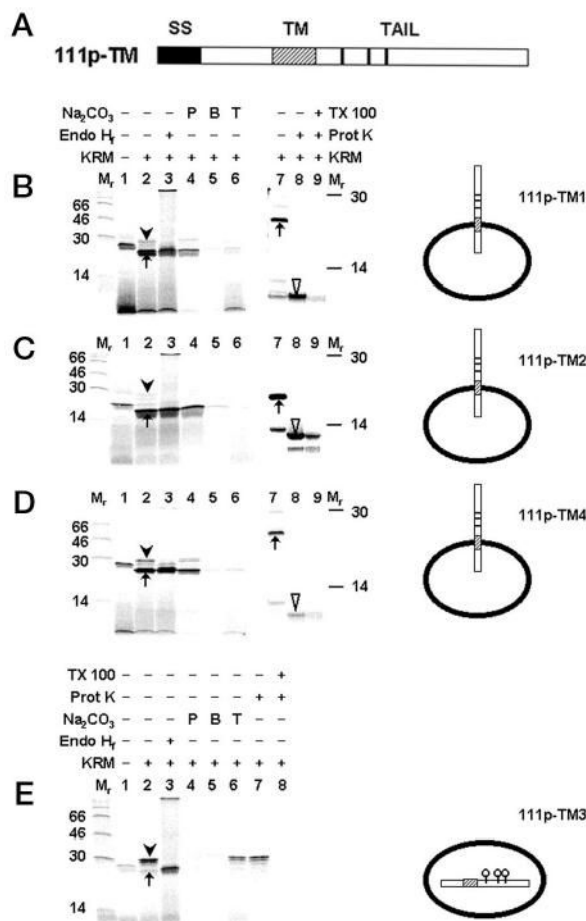 A
SS TM TAIL
111p-TM
Na₂CO₃ – – – P B T – – + TX 100
Endo Hf – – + – – – – + + Prot K
KRM – + + + + + + + + KRM
B
Mr 1 2 3 4 5 6 7 8 9 Mr
66
46
30
14
30
14
111p-TM1
C
Mr 1 2 3 4 5 6 7 8 9 Mr
66
46
30
14
30
14
111p-TM2
D
Mr 1 2 3 4 5 6 7 8 9 Mr
66
46
30
14
30
14
111p-TM4
TX 100 – – – – – – – +
Prot K – – – – – – + +
Na₂CO₃ – – – P B T – –
Endo Hf – – + – – – – –
KRM – + + + + + + +
E
Mr 1 2 3 4 5 6 7 8
66
46
30
14
111p-TM3